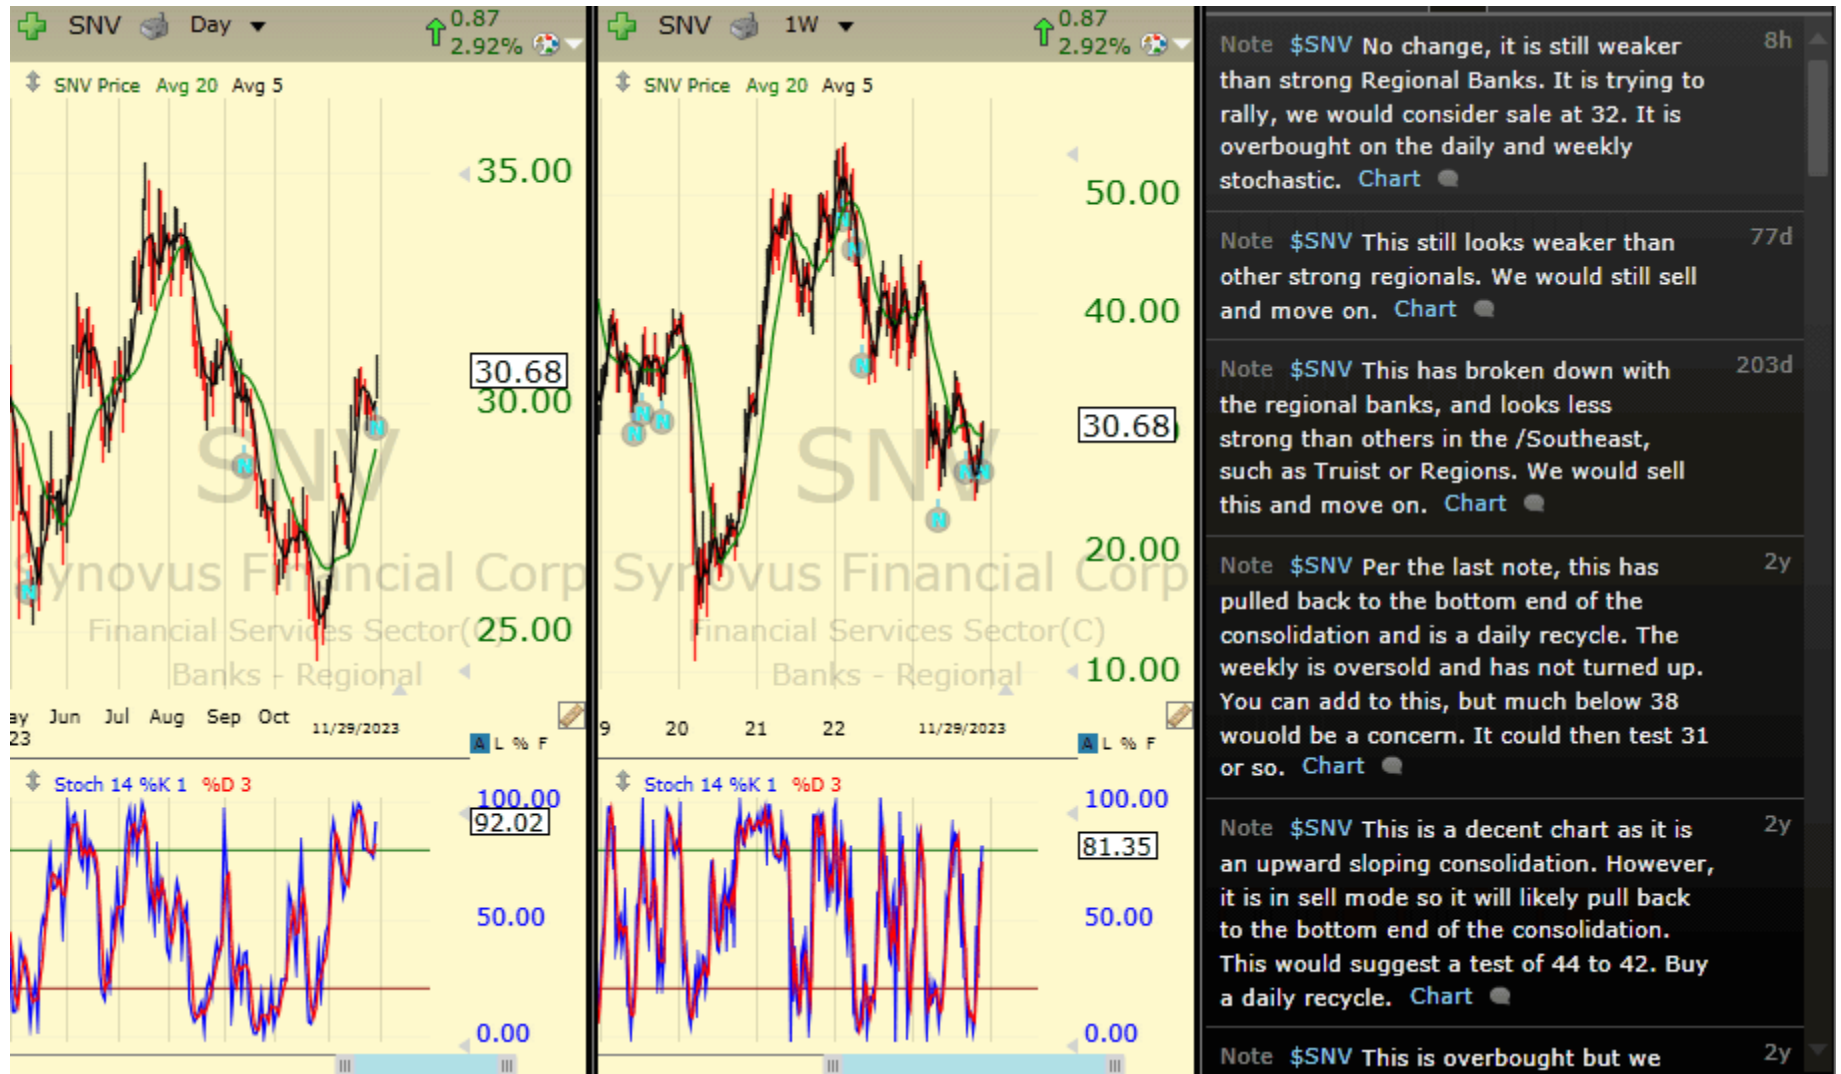 SNV Day 0.87
2.92%
SNV Price Avg 20 Avg 5
35.00
30.68
30.00
SNV
Synovus Financial Corp
Financial Services Sector(C)
25.00
Banks - Regional
ay Jun Jul Aug Sep Oct 11/29/2023
23
A L % F
Stoch 14 %K 1 %D 3
100.00
92.02
50.00
0.00
SNV 1W 0.87
2.92%
SNV Price Avg 20 Avg 5
50.00
40.00
30.68
SNV
20.00
Synovus Financial Corp
Financial Services Sector(C)
10.00
Banks - Regional
9 20 21 22 11/29/2023
A L % F
Stoch 14 %K 1 %D 3
100.00
81.35
50.00
0.00
Note $SNV No change, it is still weaker 8h
than strong Regional Banks. It is trying to
rally, we would consider sale at 32. It is
overbought on the daily and weekly
stochastic. Chart
Note $SNV This still looks weaker than 77d
other strong regionals. We would still sell
and move on. Chart
Note $SNV This has broken down with 203d
the regional banks, and looks less
strong than others in the /Southeast,
such as Truist or Regions. We would sell
this and move on. Chart
Note $SNV Per the last note, this has 2y
pulled back to the bottom end of the
consolidation and is a daily recycle. The
weekly is oversold and has not turned up.
You can add to this, but much below 38
wouold be a concern. It could then test 31
or so. Chart
Note $SNV This is a decent chart as it is 2y
an upward sloping consolidation. However,
it is in sell mode so it will likely pull back
to the bottom end of the consolidation.
This would suggest a test of 44 to 42. Buy
a daily recycle. Chart
Note $SNV This is overbought but we 2y